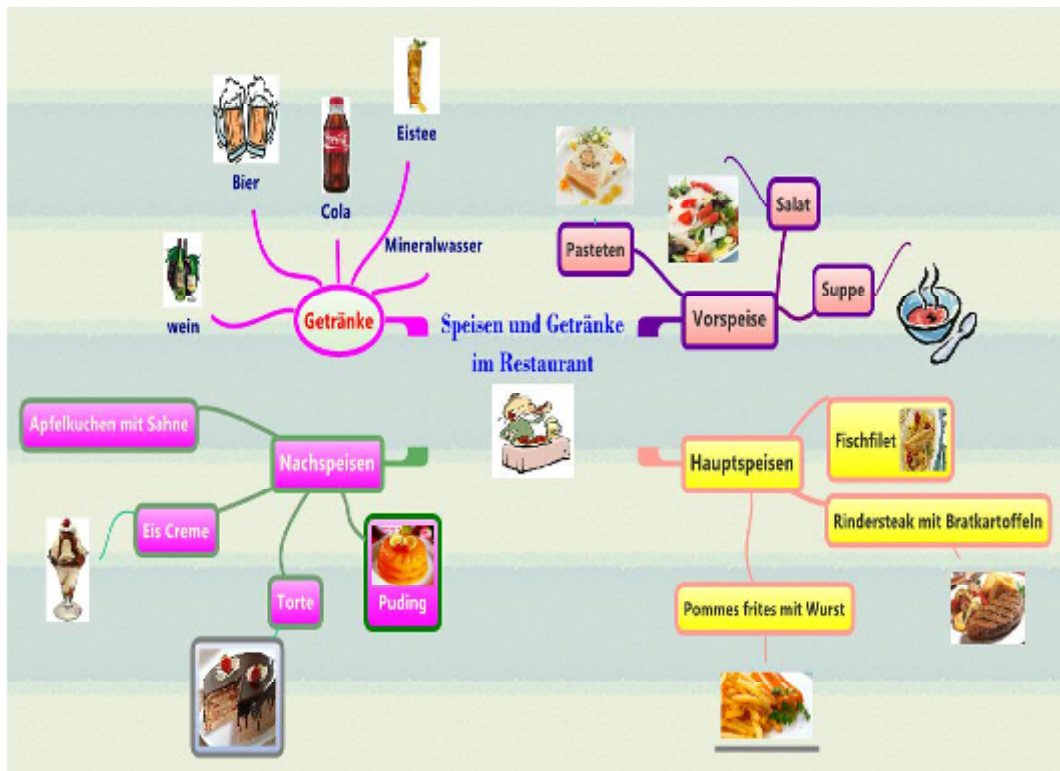 Eistee
Bier
Cola
Mineralwasser
wein
Getränke
Speisen und Getränke
im Restaurant
Pasteten
Salat
Suppe
Vorspeise
Apfelkuchen mit Sahne
Nachspeisen
Eis Creme
Torte
Puding
Hauptspeisen
Fischfilet
Rindersteak mit Bratkartoffeln
Pommes frites mit Wurst